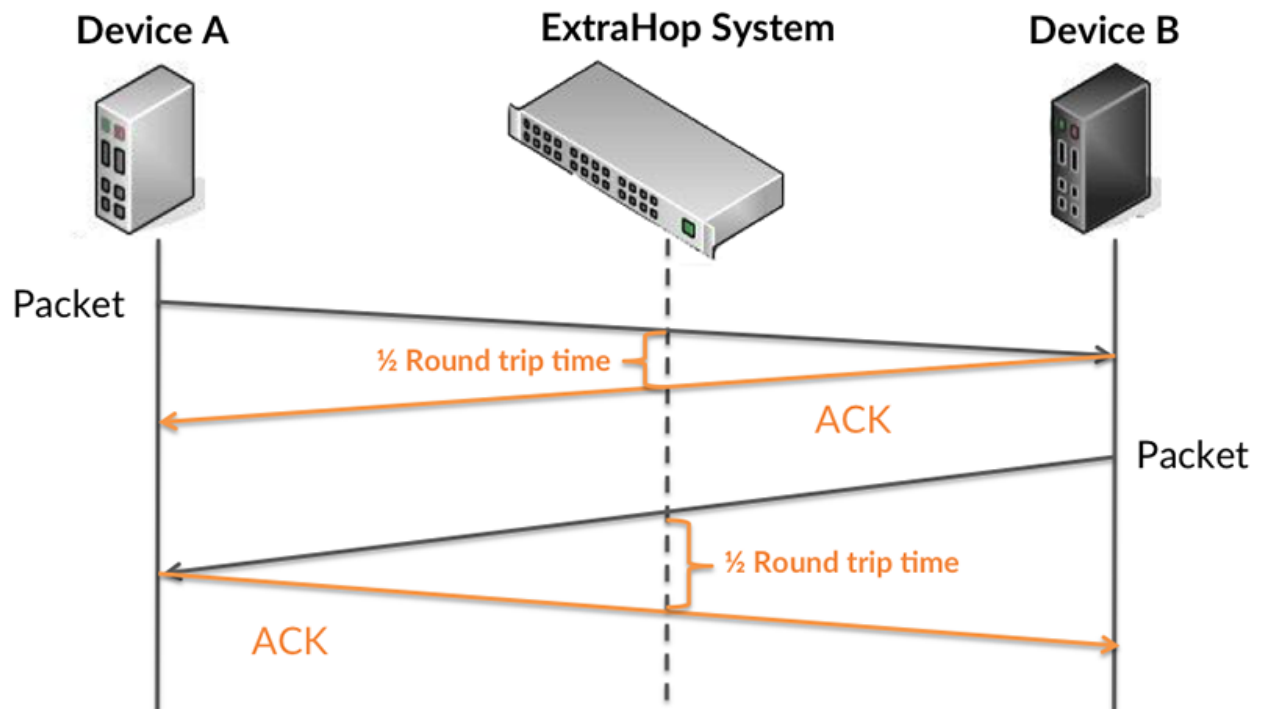 Device A
ExtraHop System
Device B
Packet
½ Round trip time
ACK
Packet
½ Round trip time
ACK